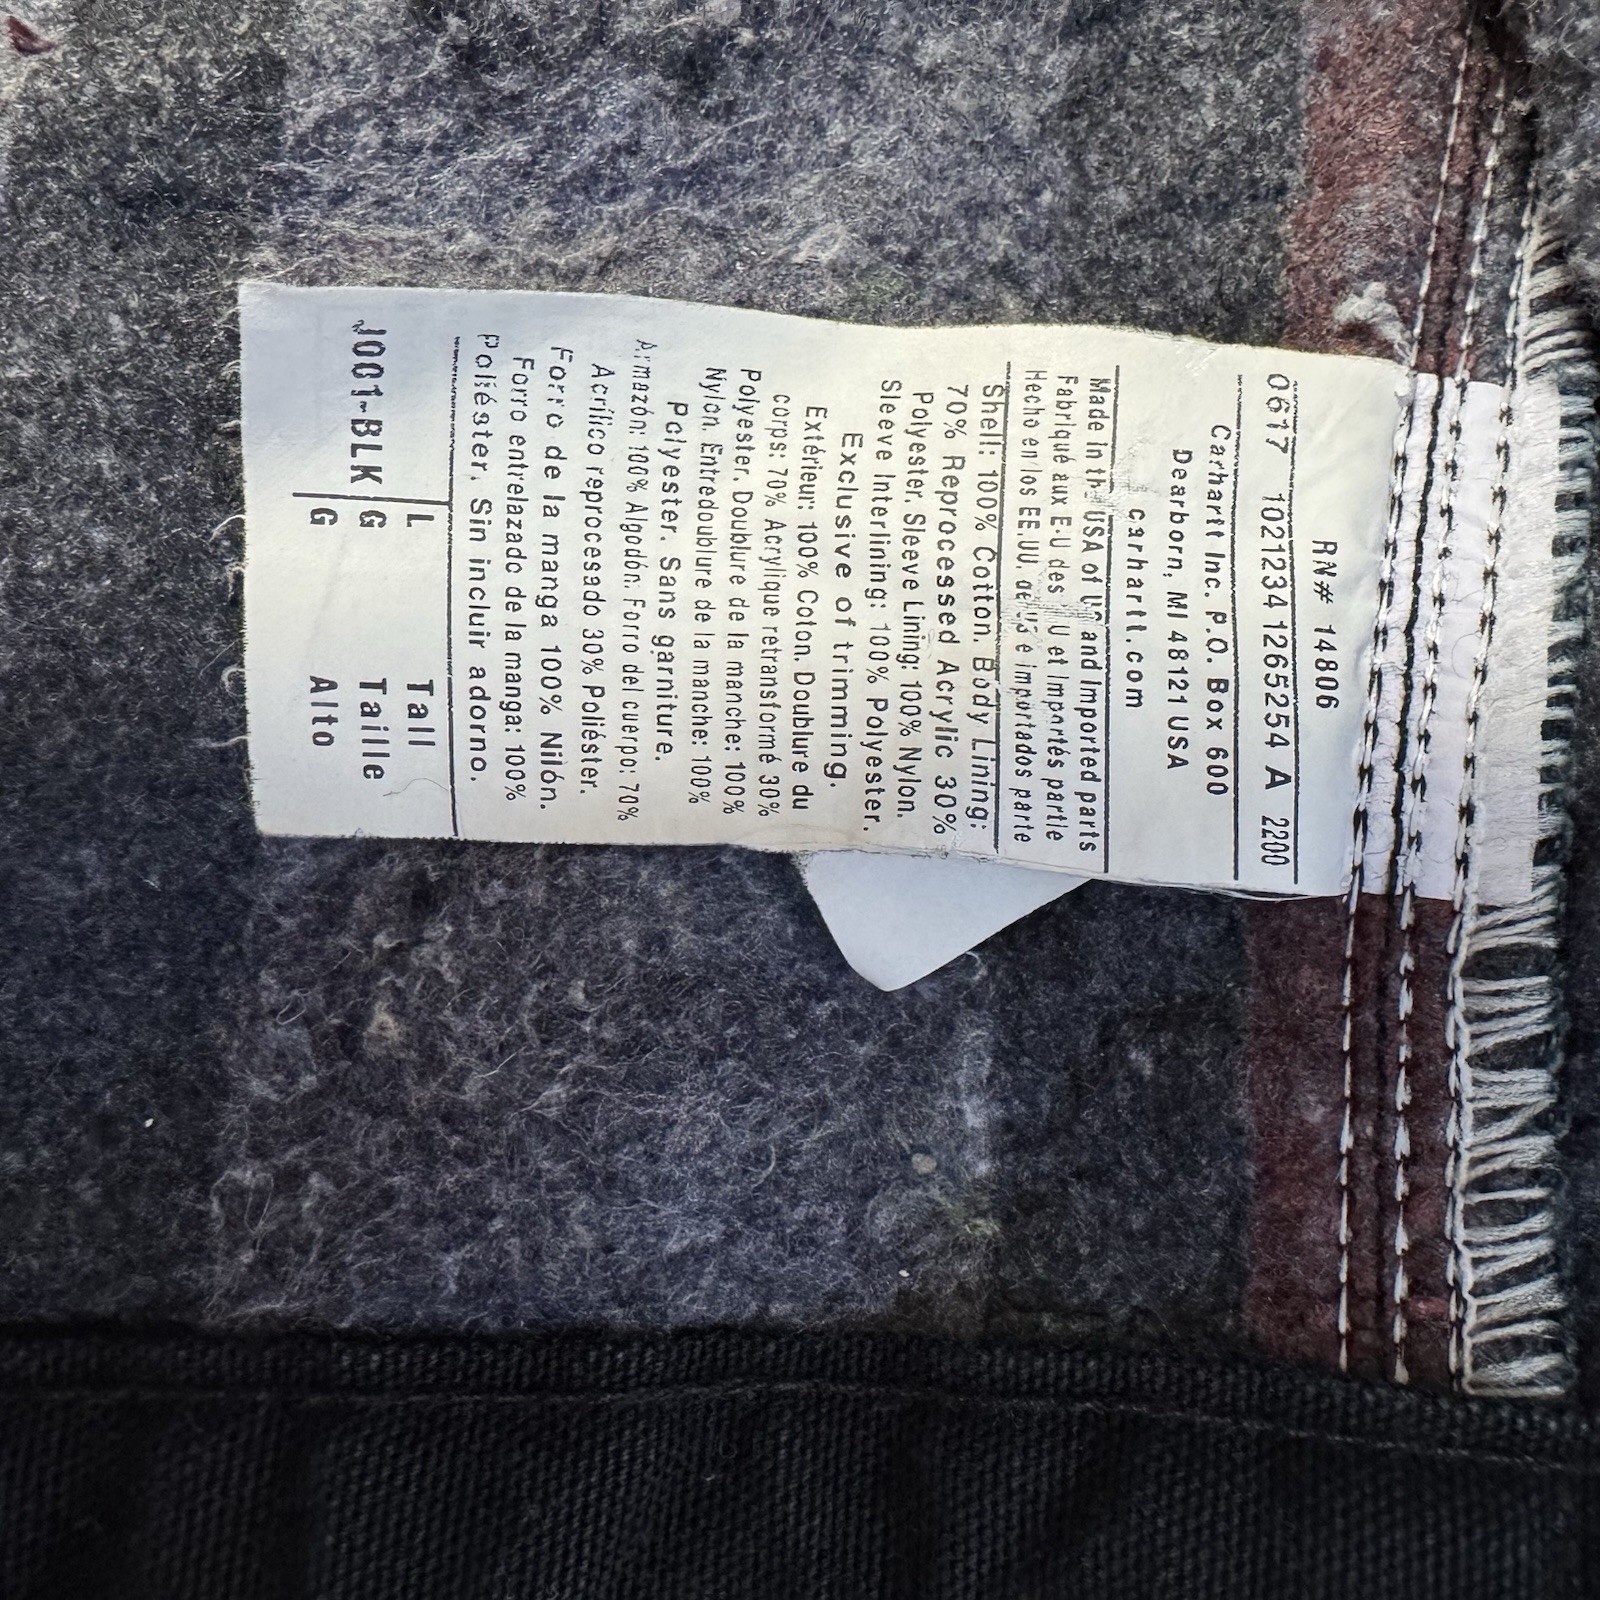 RN# 14806
0617 1021234 1265254 A 2200
Carhartt Inc. P.O. Box 600
Dearborn, MI 48121 USA
carhartt.com
Made in the USA of US and Imported parts
Fabriqué aux E-U des U et Importés partie
Hecho en los EE.UU. de e importados parte
Shell: 100% Cotton. Body Lining:
70% Reprocessed Acrylic 30%
Polyester. Sleeve Lining: 100% Nylon.
Sleeve Interlining: 100% Polyester.
Exclusive of trimming.
Extérieur: 100% Coton. Doublure du
corps: 70% Acrylique retransformé 30%
Polyester. Doublure de la manche: 100%
Nylon. Entredoublure de la manche: 100%
Polyester. Sans garniture.
Armazón: 100% Algodón. Forro del cuerpo: 70%
Acrílico reprocesado 30% Poliéster.
Forro de la manga 100% Nilón.
Forro entrelazado de la manga: 100%
Poliéster. Sin incluir adorno.
L Tall
J001-BLK G Taille
G Alto